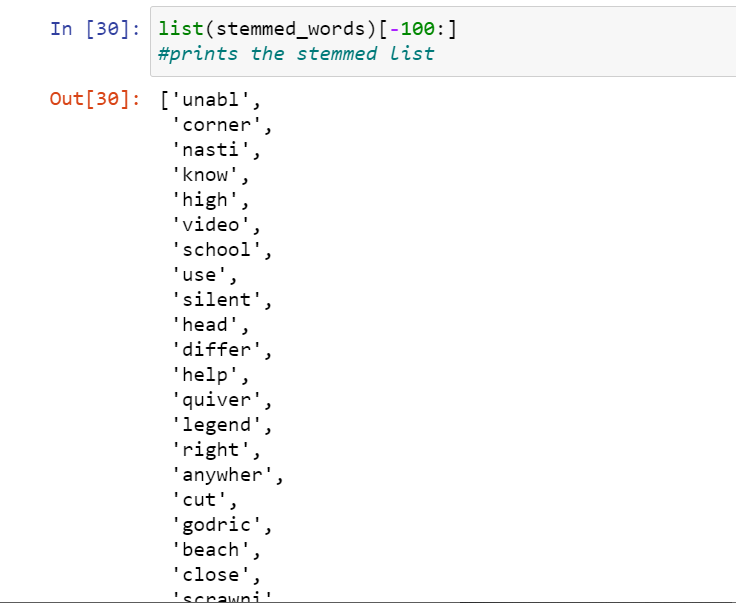 In [30]: list(stemmed_words)[-100:]
#prints the stemmed list
Out[30]: ['unabl',
'corner',
'nasti',
'know',
'high',
'video',
'school',
'use',
'silent',
'head',
'differ',
'help',
'quiver',
'legend',
'right',
'anywher',
'cut',
'godric',
'beach',
'close',
'scrawni'